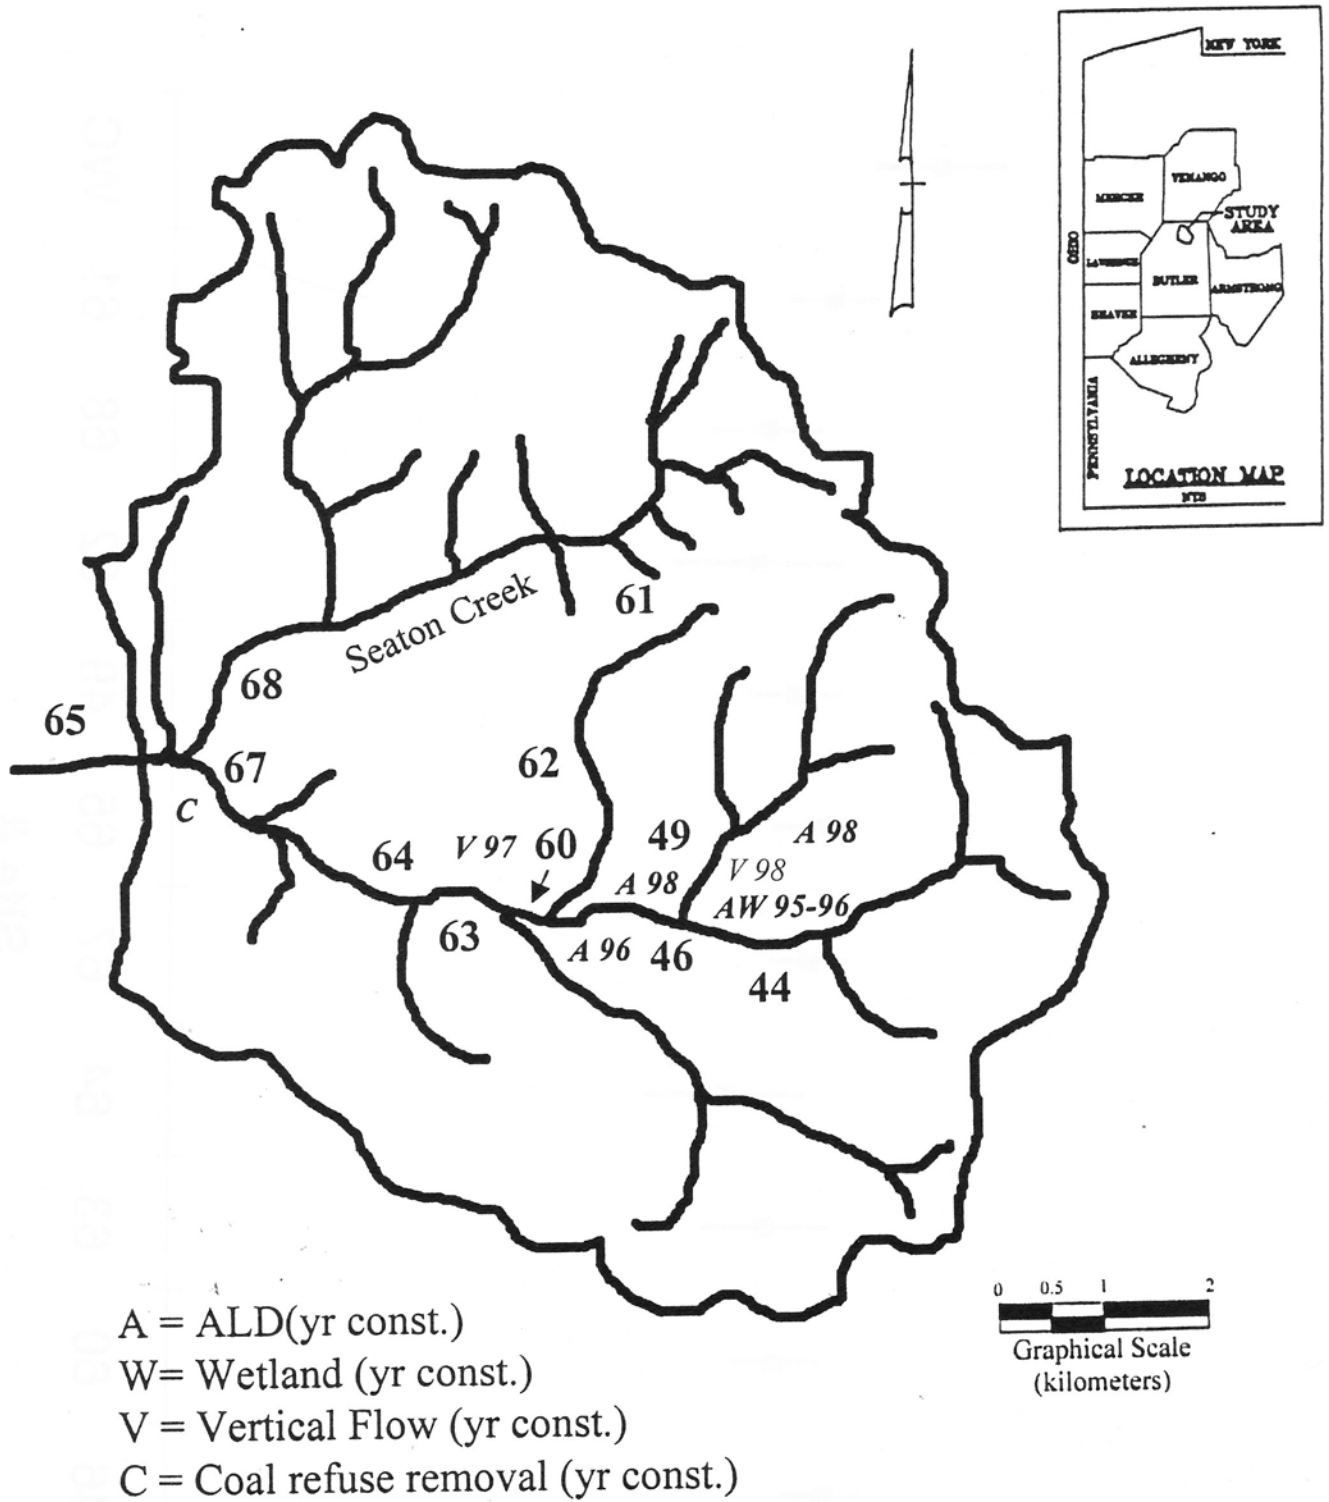 NEW YORK
VENANGO
MERCER
STUDY
AREA
OHIO
LAWRENCE
BUTLER
ARMSTRONG
BEAVER
ALLEGHENY
PENNSYLVANIA
LOCATION MAP
NTS
61
Seaton Creek
68
65
67
62
C
49
A 98
V 97
60
64
V 98
A 98
AW 95-96
63
A 96
46
44
0 0.5 1 2
Graphical Scale
(kilometers)
A = ALD(yr const.)
W= Wetland (yr const.)
V = Vertical Flow (yr const.)
C = Coal refuse removal (yr const.)